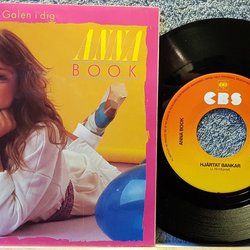 Galen i dig
ANNA
BOOK
CBS
ANNA BOOK
HJÄRTAT BANKAR